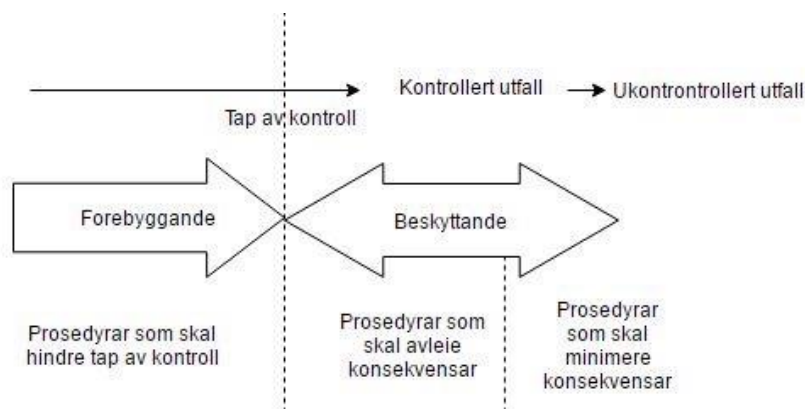 Kontrollert utfall
Ukrontrollert utfall
Tap av kontroll
Forebyggande
Beskyttande
Prosedyrar som skal
hindre tap av kontroll
Prosedyrar som
skal avleie
konsekvensar
Prosedyrar
som skal
minimere
konsekvensar